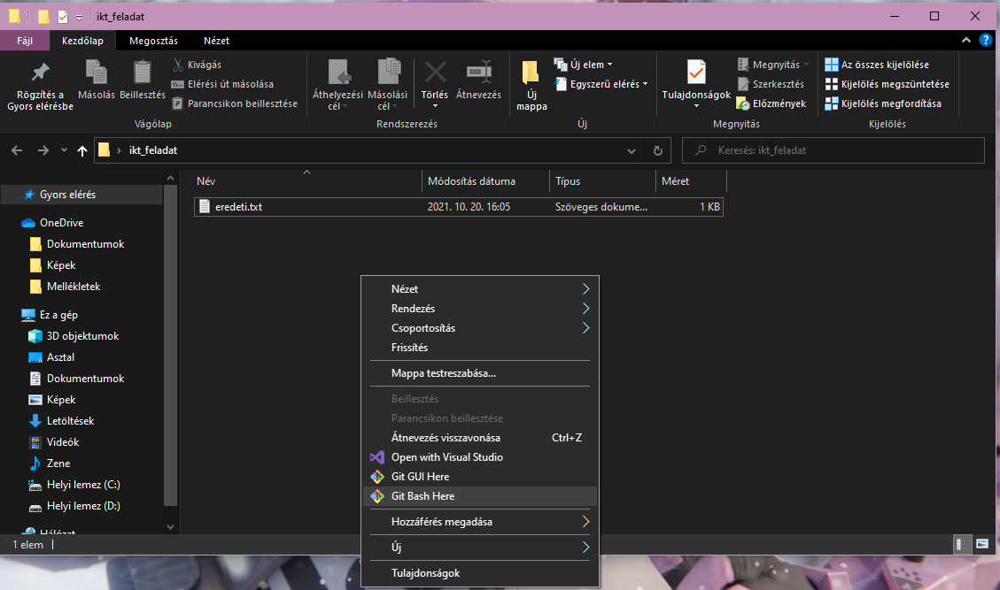 ikt_feladat
Fájl Kezdőlap Megosztás Nézet
Rögzítés a Gyors elérésbe
Másolás
Beillesztés
Kivágás
Elérési út másolása
Parancsikon beillesztése
Vágólap
Áthelyezési cél
Másolási cél
Törlés
Átnevezés
Rendszerezés
Új mappa
Új elem
Egyszerű elérés
Új
Tulajdonságok
Megnyitás
Szerkesztés
Előzmények
Megnyitás
Az összes kijelölése
Kijelölés megszüntetése
Kijelölés megfordítása
Kijelölés
ikt_feladat
Keresés: ikt_feladat
Gyors elérés
OneDrive
Dokumentumok
Képek
Mellékletek
Ez a gép
3D objektumok
Asztal
Dokumentumok
Képek
Letöltések
Videók
Zene
Helyi lemez (C:)
Helyi lemez (D:)
Hálózat
Név Módosítás dátuma Típus Méret
eredeti.txt 2021. 10. 20. 16:05 Szöveges dokume... 1 KB
Nézet
Rendezés
Csoportosítás
Frissítés
Mappa testreszabása...
Beillesztés
Parancsikon beillesztése
Átnevezés visszavonása Ctrl+Z
Open with Visual Studio
Git GUI Here
Git Bash Here
Hozzáférés megadása
Új
Tulajdonságok
1 elem